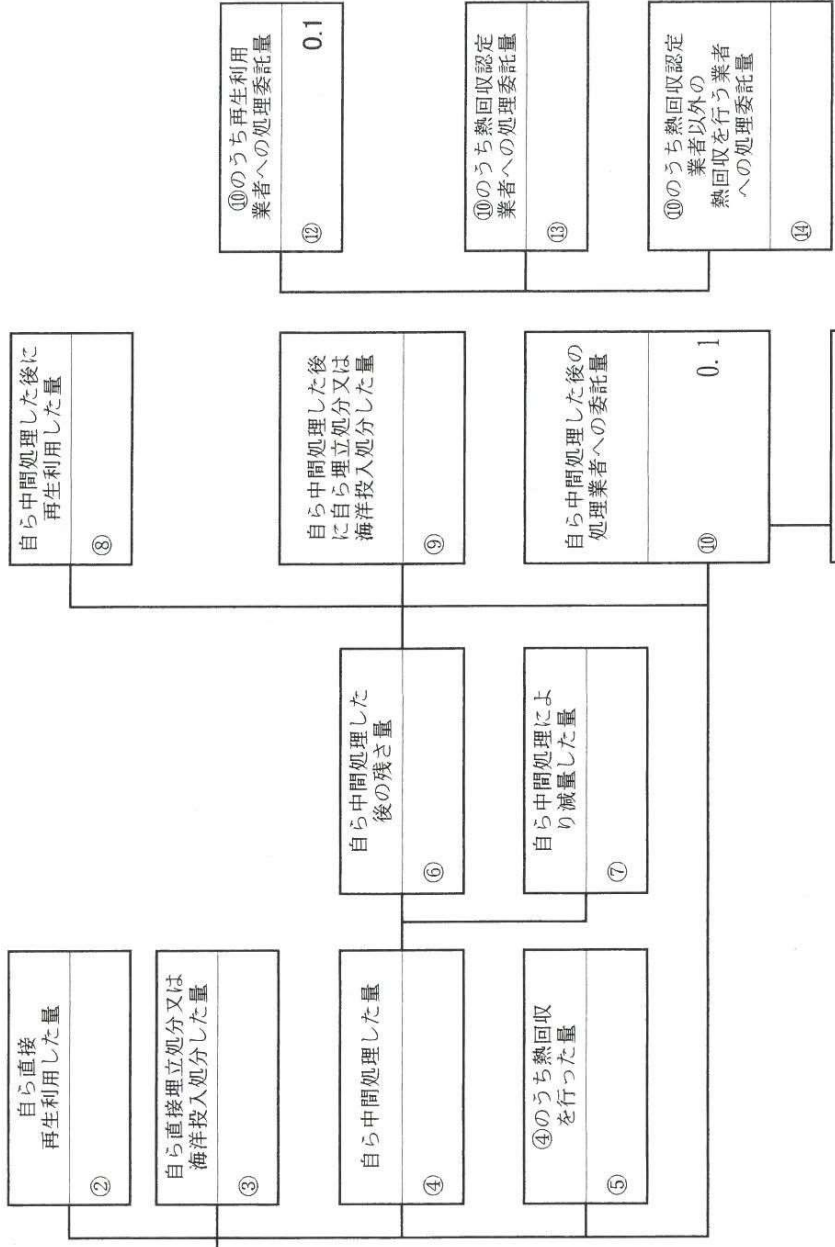 自ら直接
再生利用した量
②
自ら直接埋立処分又は
海洋投入処分した量
③
自ら中間処理した量
④
④のうち熱回収
を行った量
⑤
自ら中間処理した
後の残さ量
⑥
自ら中間処理によ
り減量した量
⑦
自ら中間処理した後に
再生利用した量
⑧
自ら中間処理した後
に自ら埋立処分又は
海洋投入処分した量
⑨
自ら中間処理した後の
処理業者への委託量
⑩ 0.1
⑩のうち再生利用
業者への処理委託量
⑫ 0.1
⑩のうち熱回収認定
業者への処理委託量
⑬
⑩のうち熱回収認定
業者以外の
熱回収を行う業者
への処理委託量
⑭